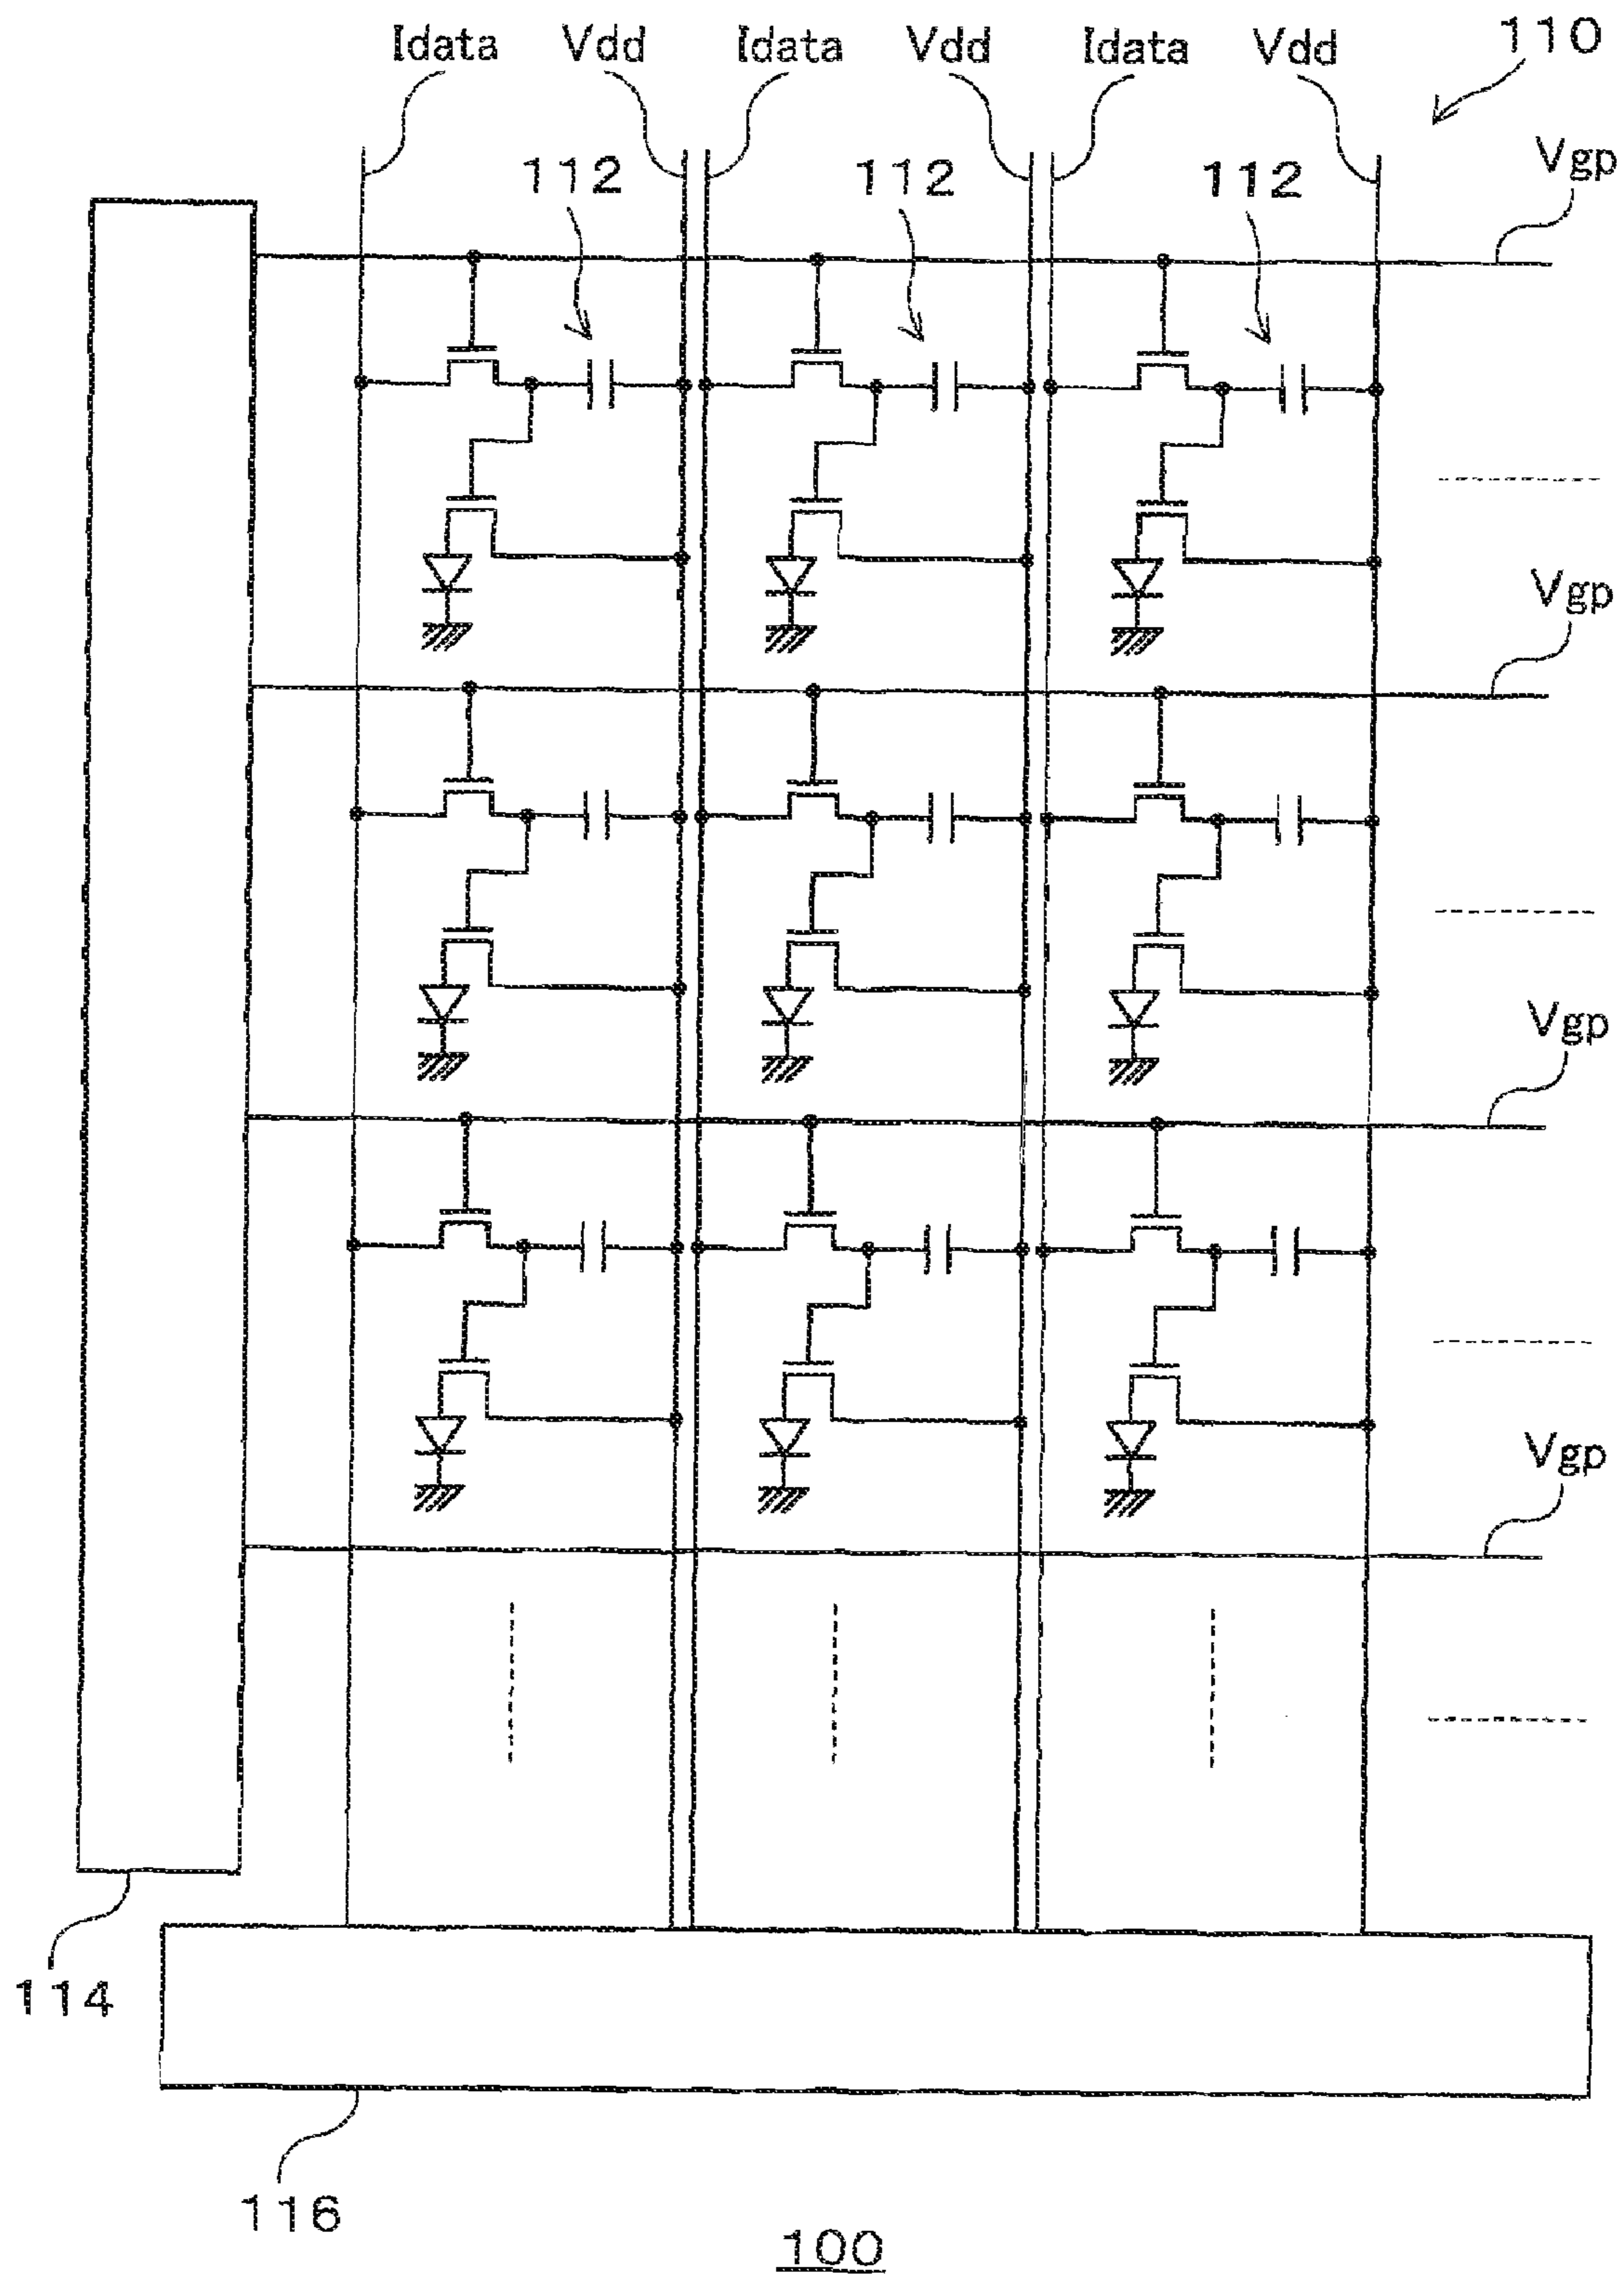 Idata Vdd Idata Vdd Idata Vdd 110
Vgp
112 112 112
Vgp
Vgp
Vgp
114
116
100